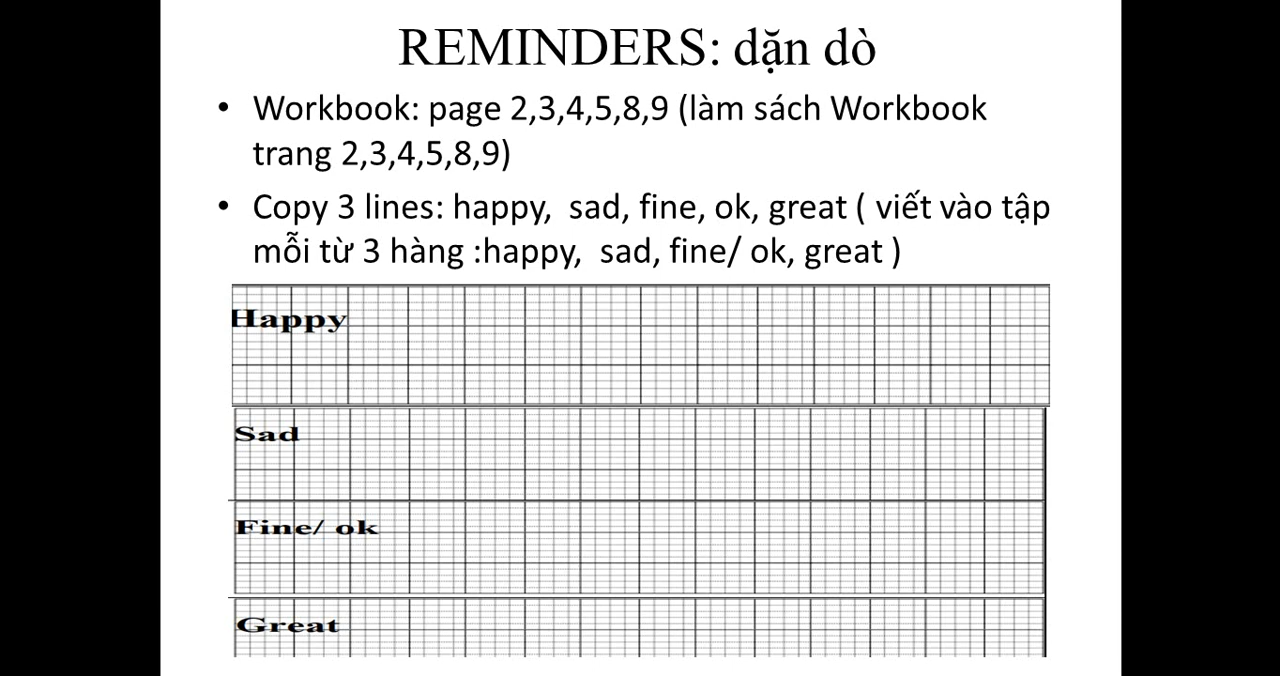 REMINDERS: dặn dò
• Workbook: page 2,3,4,5,8,9 (làm sách Workbook
trang 2,3,4,5,8,9)
• Copy 3 lines: happy,  sad, fine, ok, great ( viết vào tập
mỗi từ 3 hàng :happy,  sad, fine/ ok, great )
Happy
Sad
Fine/ ok
Great